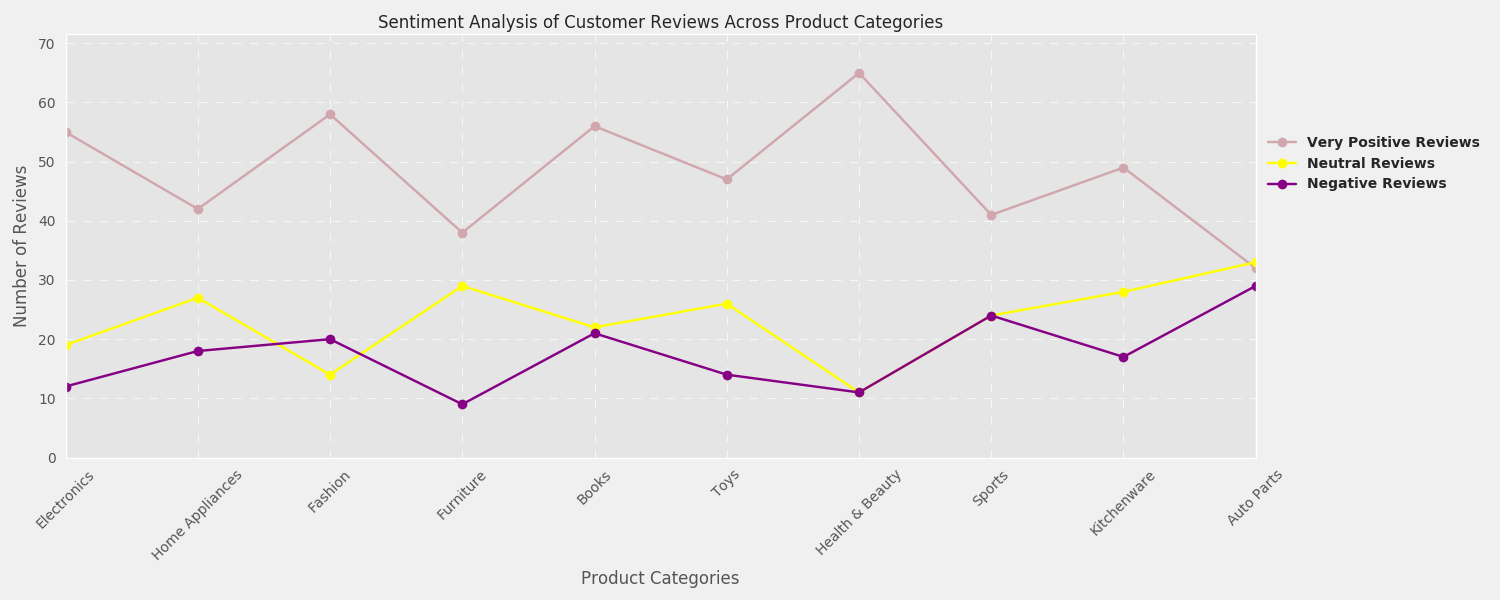 Sentiment Analysis of Customer Reviews Across Product Categories
70
60
50
40
30
20
10
0
Number of Reviews
Very Positive Reviews
Neutral Reviews
Negative Reviews
Electronics
Home Appliances
Fashion
Furniture
Books
Toys
Health & Beauty
Sports
Kitchenware
Auto Parts
Product Categories